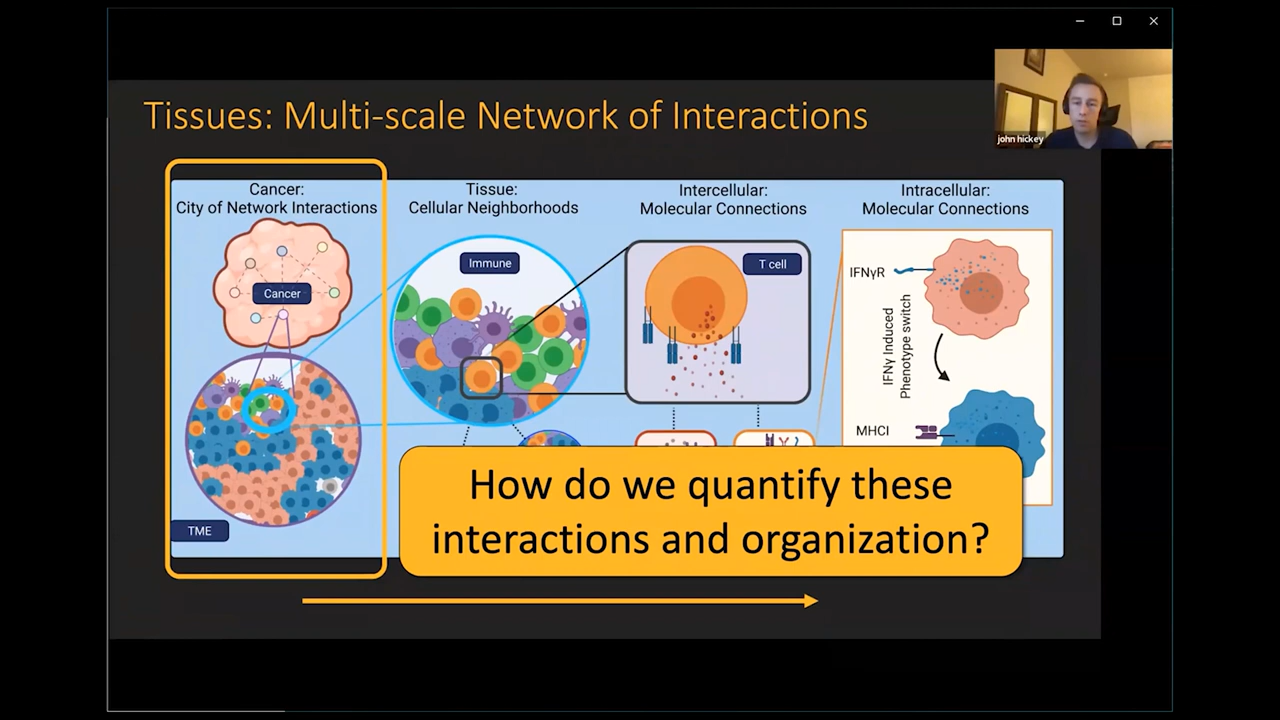 Tissues: Multi-scale Network of Interactions
john hickey
Cancer:
City of Network Interactions
Tissue:
Cellular Neighborhoods
Intercellular:
Molecular Connections
Intracellular:
Molecular Connections
Cancer
Immune
T cell
IFNγR
IFNγ Induced
Phenotype switch
MHCI
TME
How do we quantify these
interactions and organization?